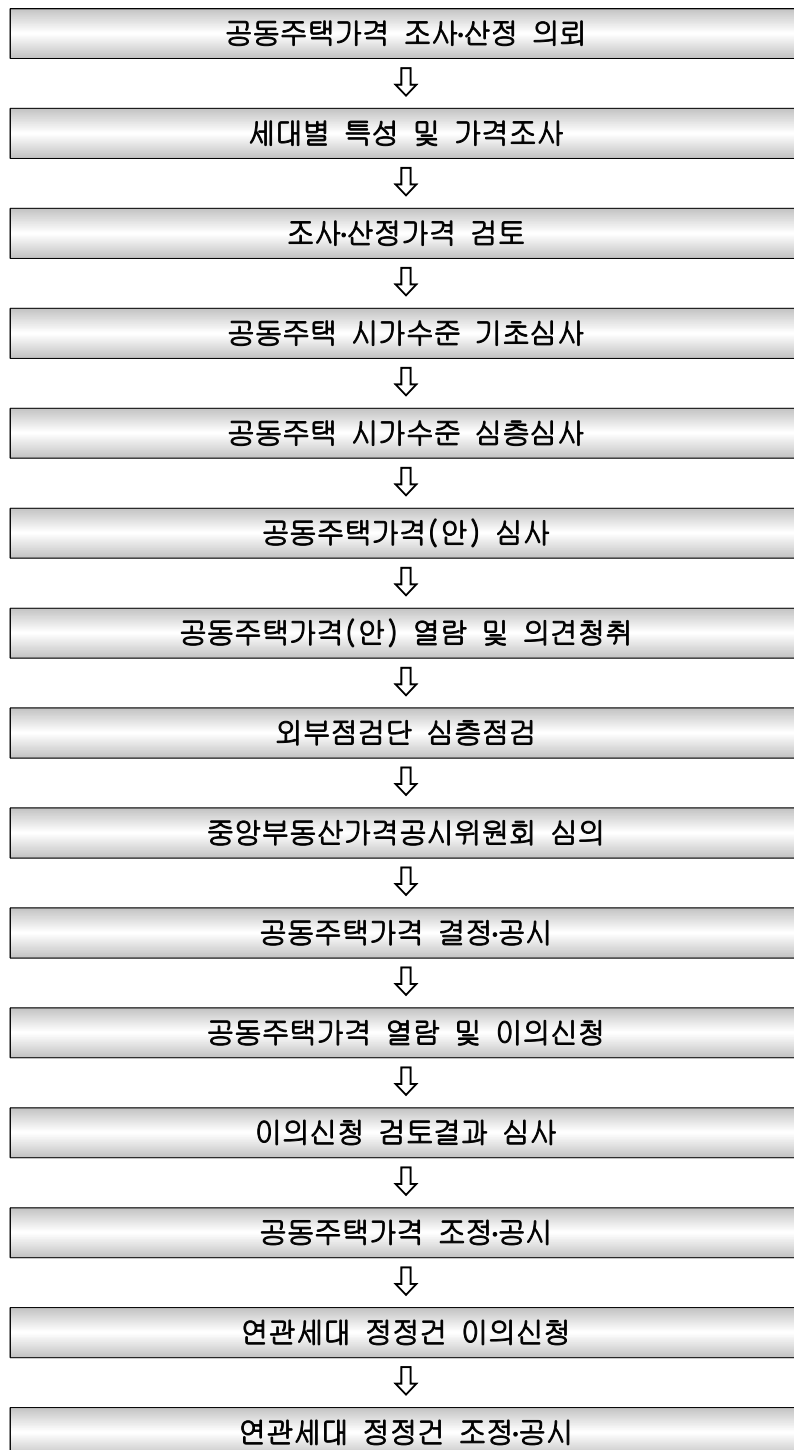 공동주택가격 조사·산정 의뢰
세대별 특성 및 가격조사
조사·산정가격 검토
공동주택 시가수준 기초심사
공동주택 시가수준 심층심사
공동주택가격(안) 심사
공동주택가격(안) 열람 및 의견청취
외부점검단 심층점검
중앙부동산가격공시위원회 심의
공동주택가격 결정·공시
공동주택가격 열람 및 이의신청
이의신청 검토결과 심사
공동주택가격 조정·공시
연관세대 정정건 이의신청
연관세대 정정건 조정·공시